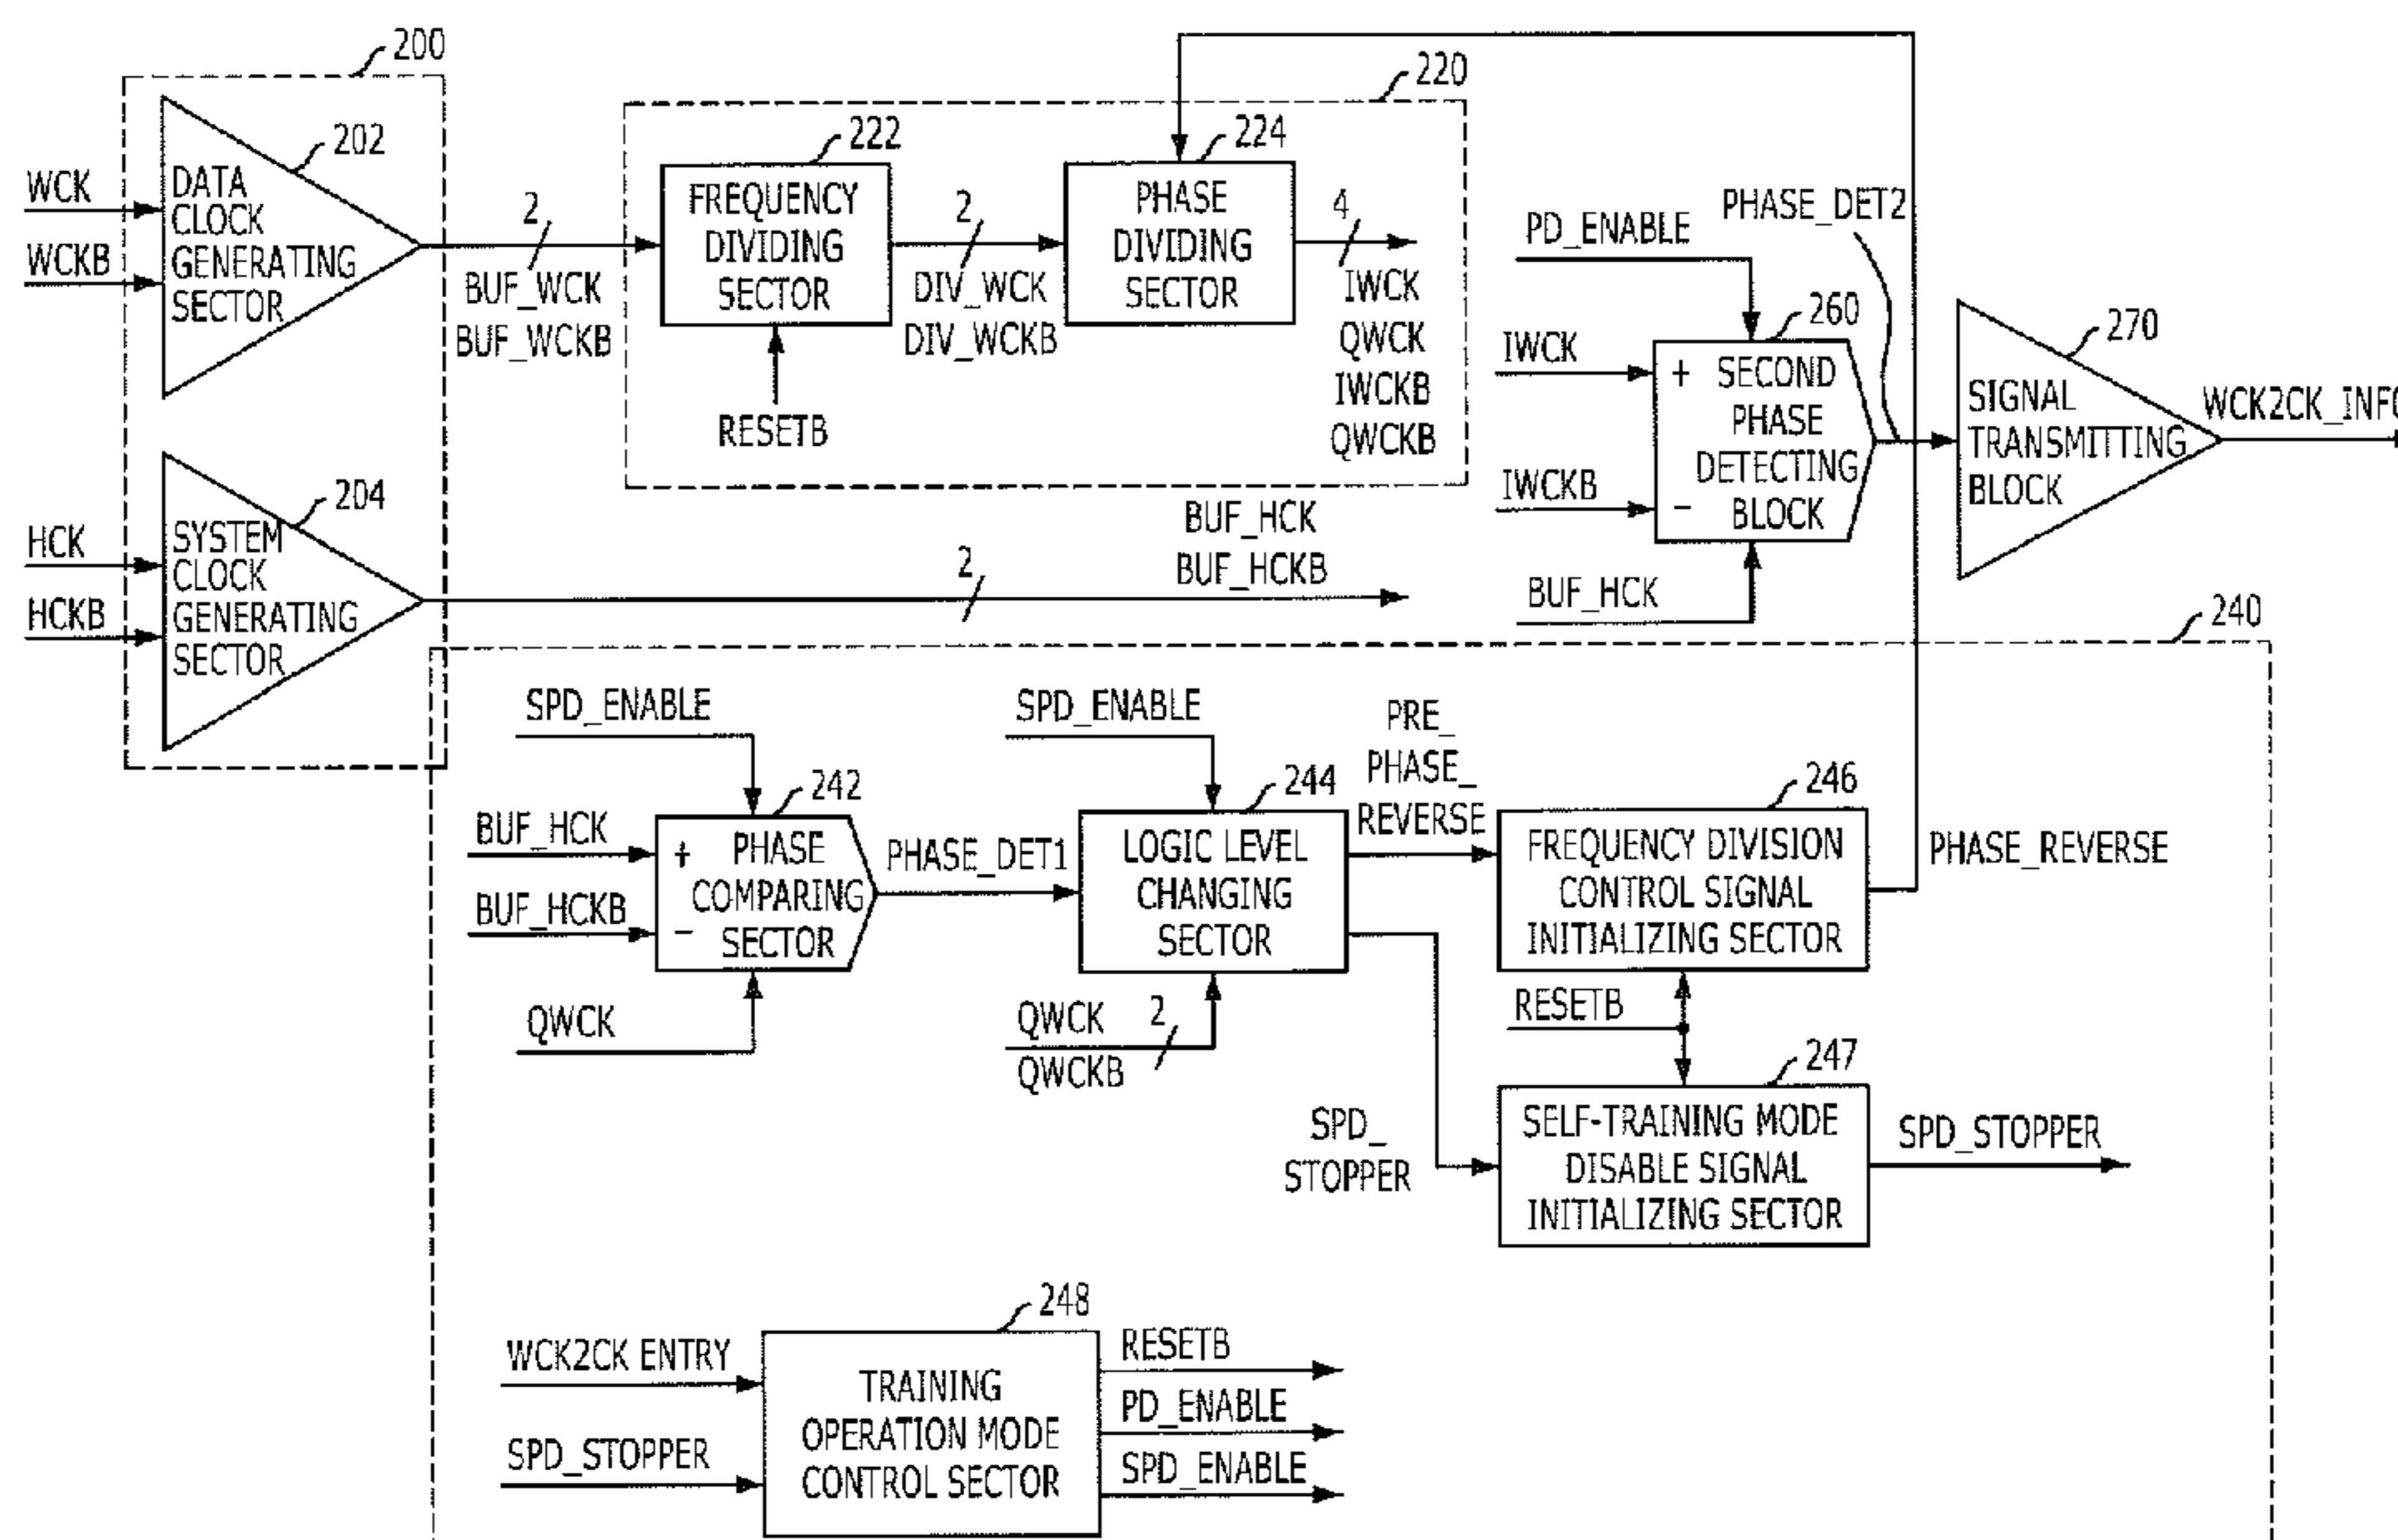 200
202
WCK
WCKB
DATA
CLOCK
GENERATING
SECTOR
2
BUF_WCK
BUF_WCKB
220
222
FREQUENCY
DIVIDING
SECTOR
RESETB
2
DIV_WCK
DIV_WCKB
224
PHASE
DIVIDING
SECTOR
4
IWCK
QWCK
IWCKB
QWCKB
PD_ENABLE
PHASE_DET2
260
IWCK
IWCKB
+ SECOND
PHASE
DETECTING
- BLOCK
BUF_HCK
270
SIGNAL
TRANSMITTING
BLOCK
WCK2CK_INFO
204
HCK
HCKB
SYSTEM
CLOCK
GENERATING
SECTOR
2
BUF_HCK
BUF_HCKB
240
SPD_ENABLE
242
BUF_HCK
BUF_HCKB
+ PHASE
COMPARING
- SECTOR
QWCK
PHASE_DET1
SPD_ENABLE
244
LOGIC LEVEL
CHANGING
SECTOR
QWCK
QWCKB
2
PRE_
PHASE_
REVERSE
246
FREQUENCY DIVISION
CONTROL SIGNAL
INITIALIZING SECTOR
PHASE_REVERSE
RESETB
247
SPD_
STOPPER
SELF-TRAINING MODE
DISABLE SIGNAL
INITIALIZING SECTOR
SPD_STOPPER
248
WCK2CK ENTRY
SPD_STOPPER
TRAINING
OPERATION MODE
CONTROL SECTOR
RESETB
PD_ENABLE
SPD_ENABLE